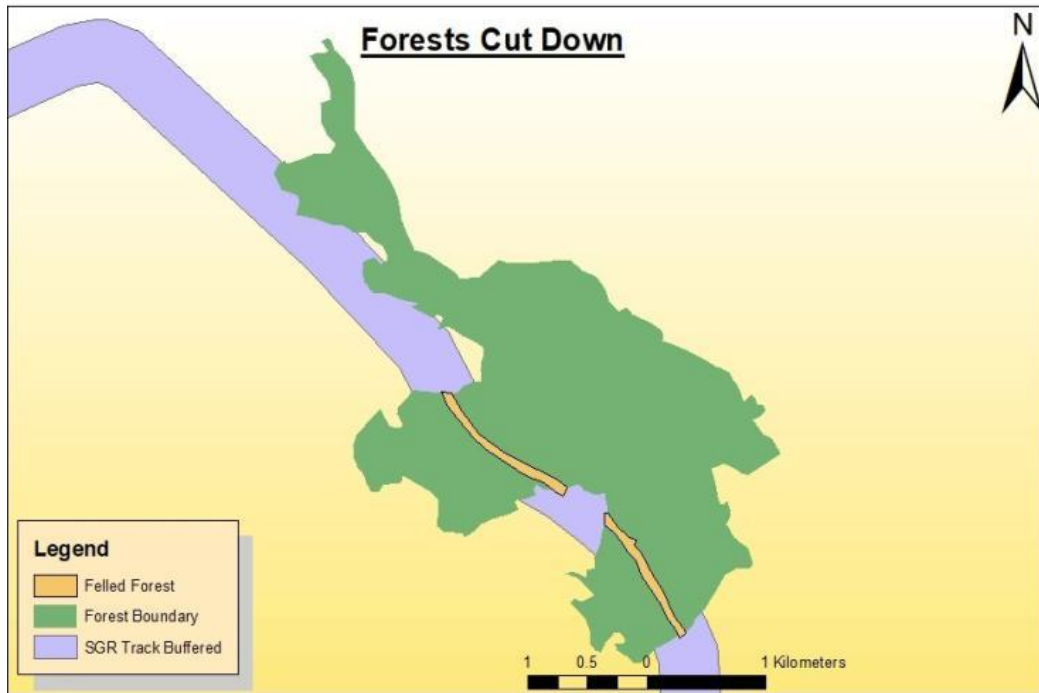 Forests Cut Down
N
Legend
Felled Forest
Forest Boundary
SGR Track Buffered
1 0.5 0 1 Kilometers